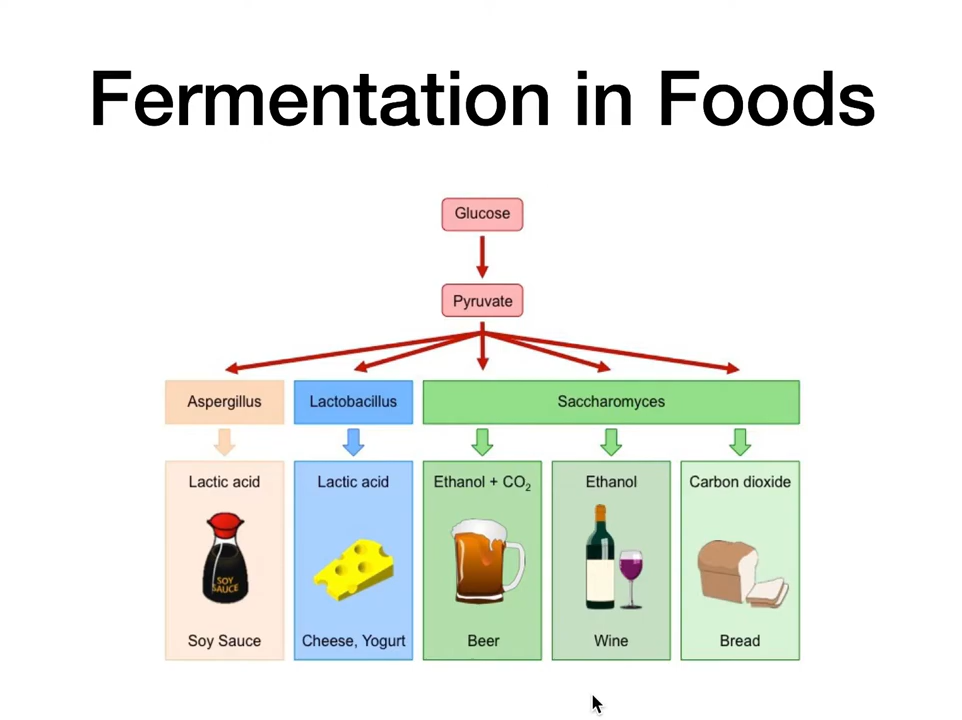 Fermentation in Foods
Glucose
Pyruvate
Aspergillus
Lactobacillus
Saccharomyces
Lactic acid
Lactic acid
Ethanol + CO₂
Ethanol
Carbon dioxide
SOY
SAUCE
Soy Sauce
Cheese, Yogurt
Beer
Wine
Bread